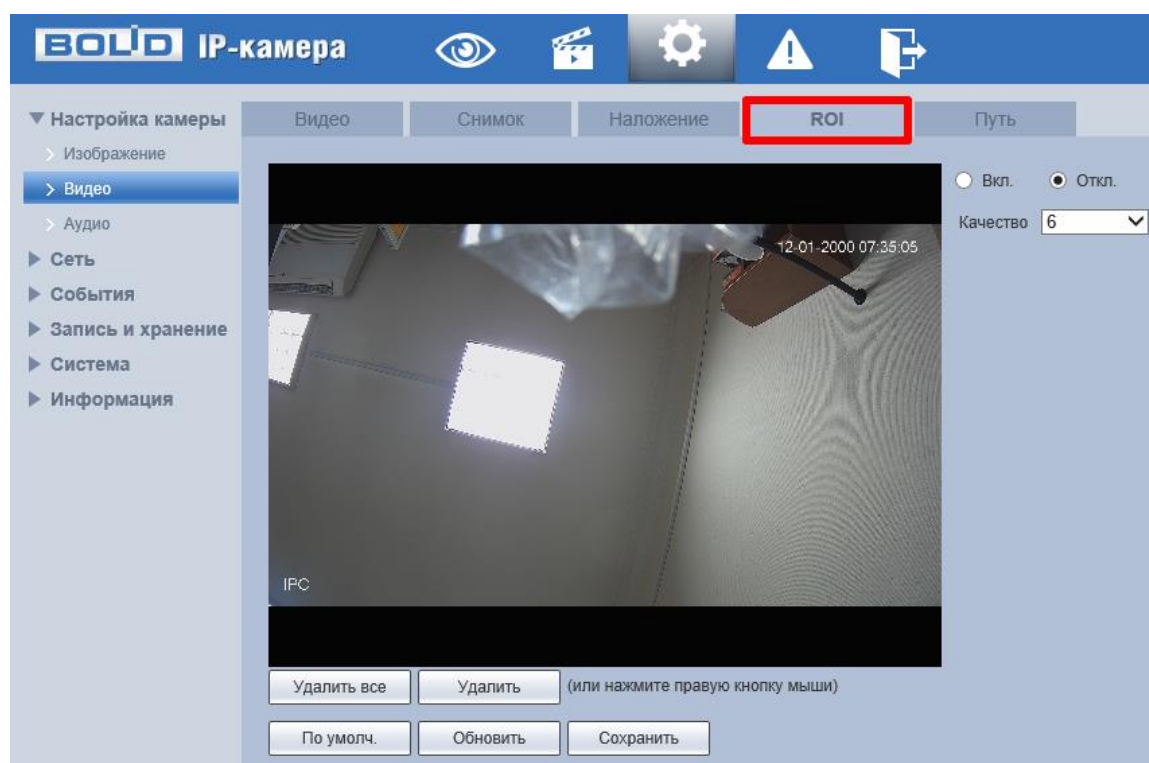 BOLID IP-камера
Настройка камеры
Изображение
Видео
Аудио
Сеть
События
Запись и хранение
Система
Информация
Видео Снимок Наложение ROI Путь
Вкл. Откл.
Качество 6
12-01-2000 07:35:05
IPC
Удалить все Удалить (или нажмите правую кнопку мыши)
По умолч. Обновить Сохранить